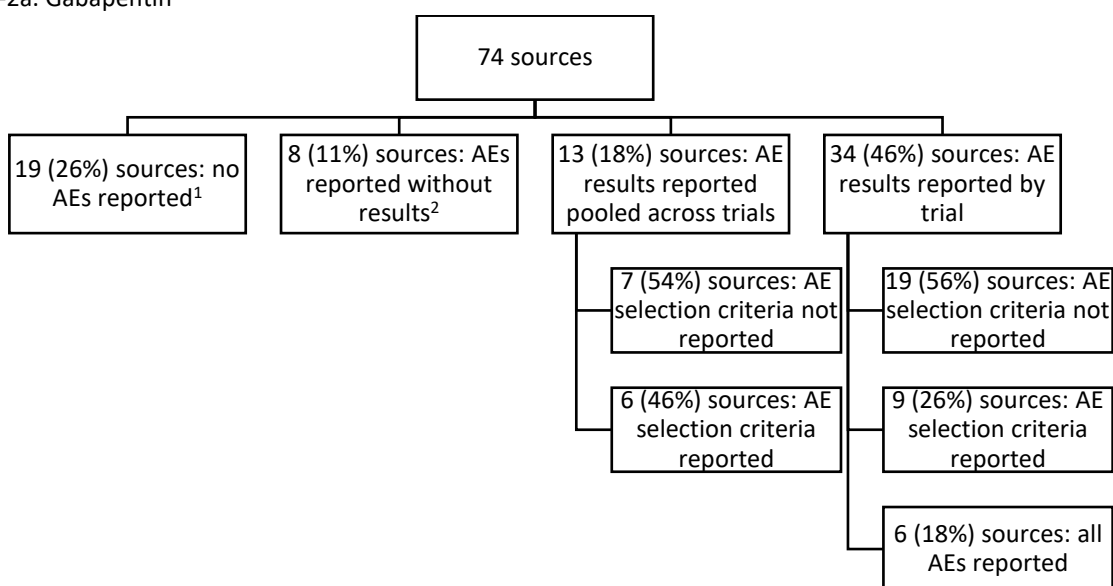 -2a: Gabapentin
74 sources
19 (26%) sources: no
AEs reported1
8 (11%) sources: AEs
reported without
results2
13 (18%) sources: AE
results reported
pooled across trials
34 (46%) sources: AE
results reported by
trial
7 (54%) sources: AE
selection criteria not
reported
19 (56%) sources: AE
selection criteria not
reported
6 (46%) sources: AE
selection criteria
reported
9 (26%) sources: AE
selection criteria
reported
6 (18%) sources: all
AEs reported